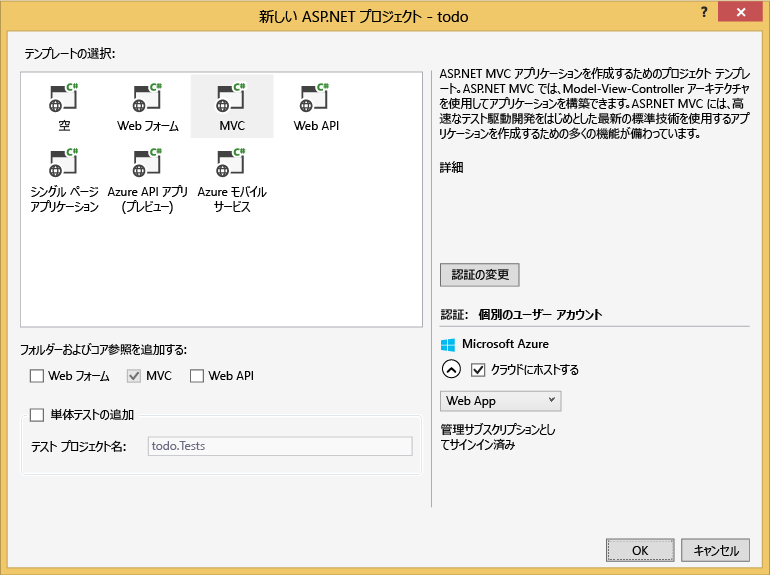 新しい ASP.NET プロジェクト - todo
?
テンプレートの選択:
C#
C#
C#
C#
空
Web フォーム
MVC
Web API
C#
C#
C#
シングル ページ
アプリケーション
Azure API アプリ
(プレビュー)
Azure モバイル
サービス
フォルダーおよびコア参照を追加する:
Web フォーム
MVC
Web API
単体テストの追加
テスト プロジェクト名:
todo.Tests
ASP.NET MVC アプリケーションを作成するためのプロジェクト テンプレ
ート。ASP.NET MVC では、Model-View-Controller アーキテクチャ
を使用してアプリケーションを構築できます。ASP.NET MVC には、高
速なテスト駆動開発をはじめとした最新の標準技術を使用するアプ
リケーションを作成するための多くの機能が備わっています。
詳細
認証の変更
認証: 個別のユーザー アカウント
Microsoft Azure
クラウドにホストする
Web App
管理サブスクリプションとし
てサインイン済み
OK
キャンセル